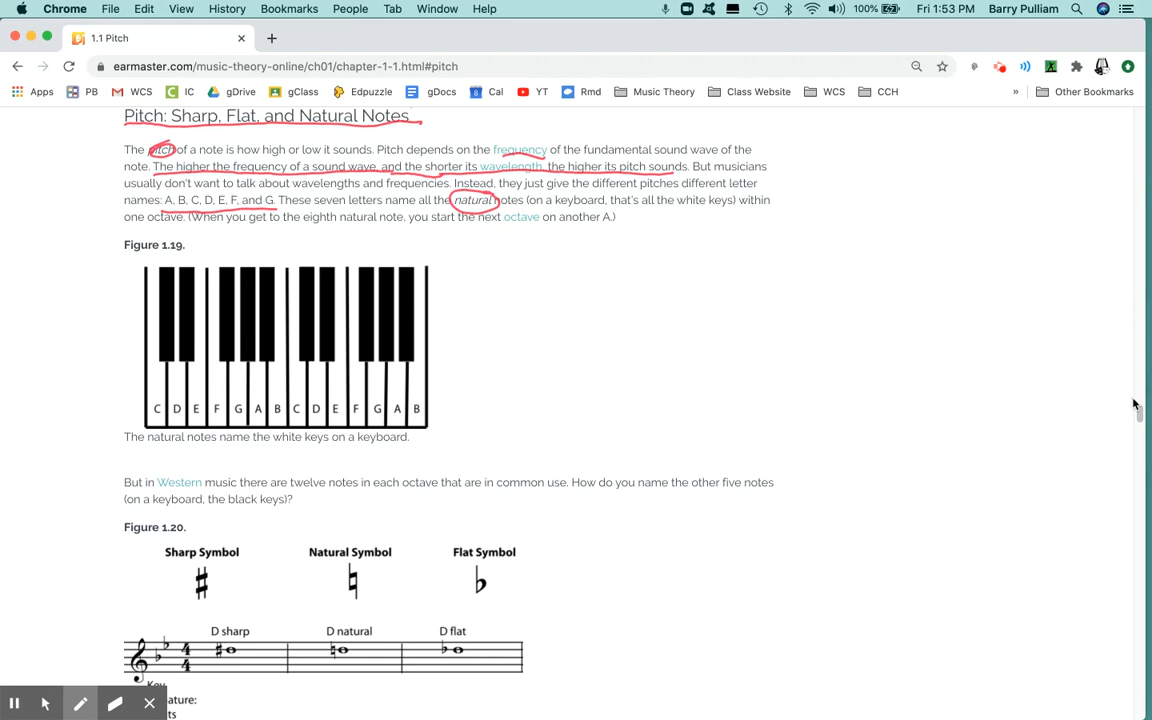 Chrome File Edit View History Bookmarks People Tab Window Help 100% Fri 1:53 PM Barry Pulliam
1.1 Pitch
earmaster.com/music-theory-online/ch01/chapter-1-1.html#pitch
Apps PB WCS IC gDrive gClass Edpuzzle gDocs Cal YT Rmd Music Theory Class Website WCS CCH » Other Bookmarks
Pitch: Sharp, Flat, and Natural Notes
The pitch of a note is how high or low it sounds. Pitch depends on the frequency of the fundamental sound wave of the
note. The higher the frequency of a sound wave, and the shorter its wavelength, the higher its pitch sounds. But musicians
usually don't want to talk about wavelengths and frequencies. Instead, they just give the different pitches different letter
names: A, B, C, D, E, F, and G. These seven letters name all the natural notes (on a keyboard, that's all the white keys) within
one octave. (When you get to the eighth natural note, you start the next octave on another A.)
Figure 1.19.
C D E F G A B C D E F G A B
The natural notes name the white keys on a keyboard.
But in Western music there are twelve notes in each octave that are in common use. How do you name the other five notes
(on a keyboard, the black keys)?
Figure 1.20.
Sharp Symbol Natural Symbol Flat Symbol
D sharp D natural D flat
4
4
Key
ature:
ts